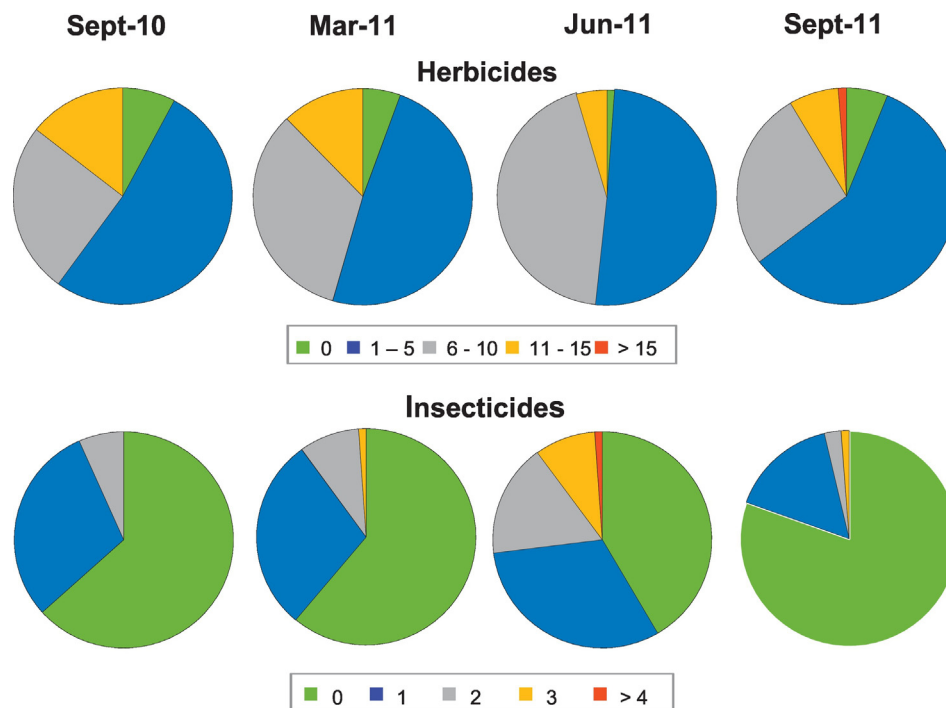 Sept-10 Mar-11 Jun-11 Sept-11
Herbicides
0 1 – 5 6 - 10 11 - 15 > 15
Insecticides
0 1 2 3 > 4